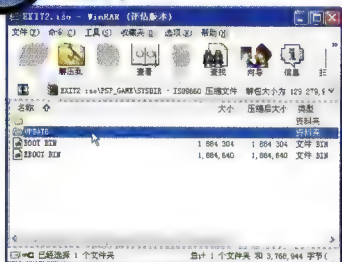 EXIT2.iso - WinRAR (评估版本)
文件(F) 命令(C) 工具(S) 收藏夹(O) 选项(N) 帮助(H)
解压到 查看 查找 向导 信息 扫
EXIT2.iso\PSP_GAME\SYSDIR - ISO9660 压缩文件 解包大小为 129,279,6
名称 大小 压缩后大小 类型
资料夹
UPDATE 资料夹
BOOT BIN 1,884,304 1,884,304 文件 BIN
EBOOT BIN 1,884,640 1,884,640 文件 BIN
已经选择 1 个文件夹 总计 1 个文件夹 和 3,768,944 字节(